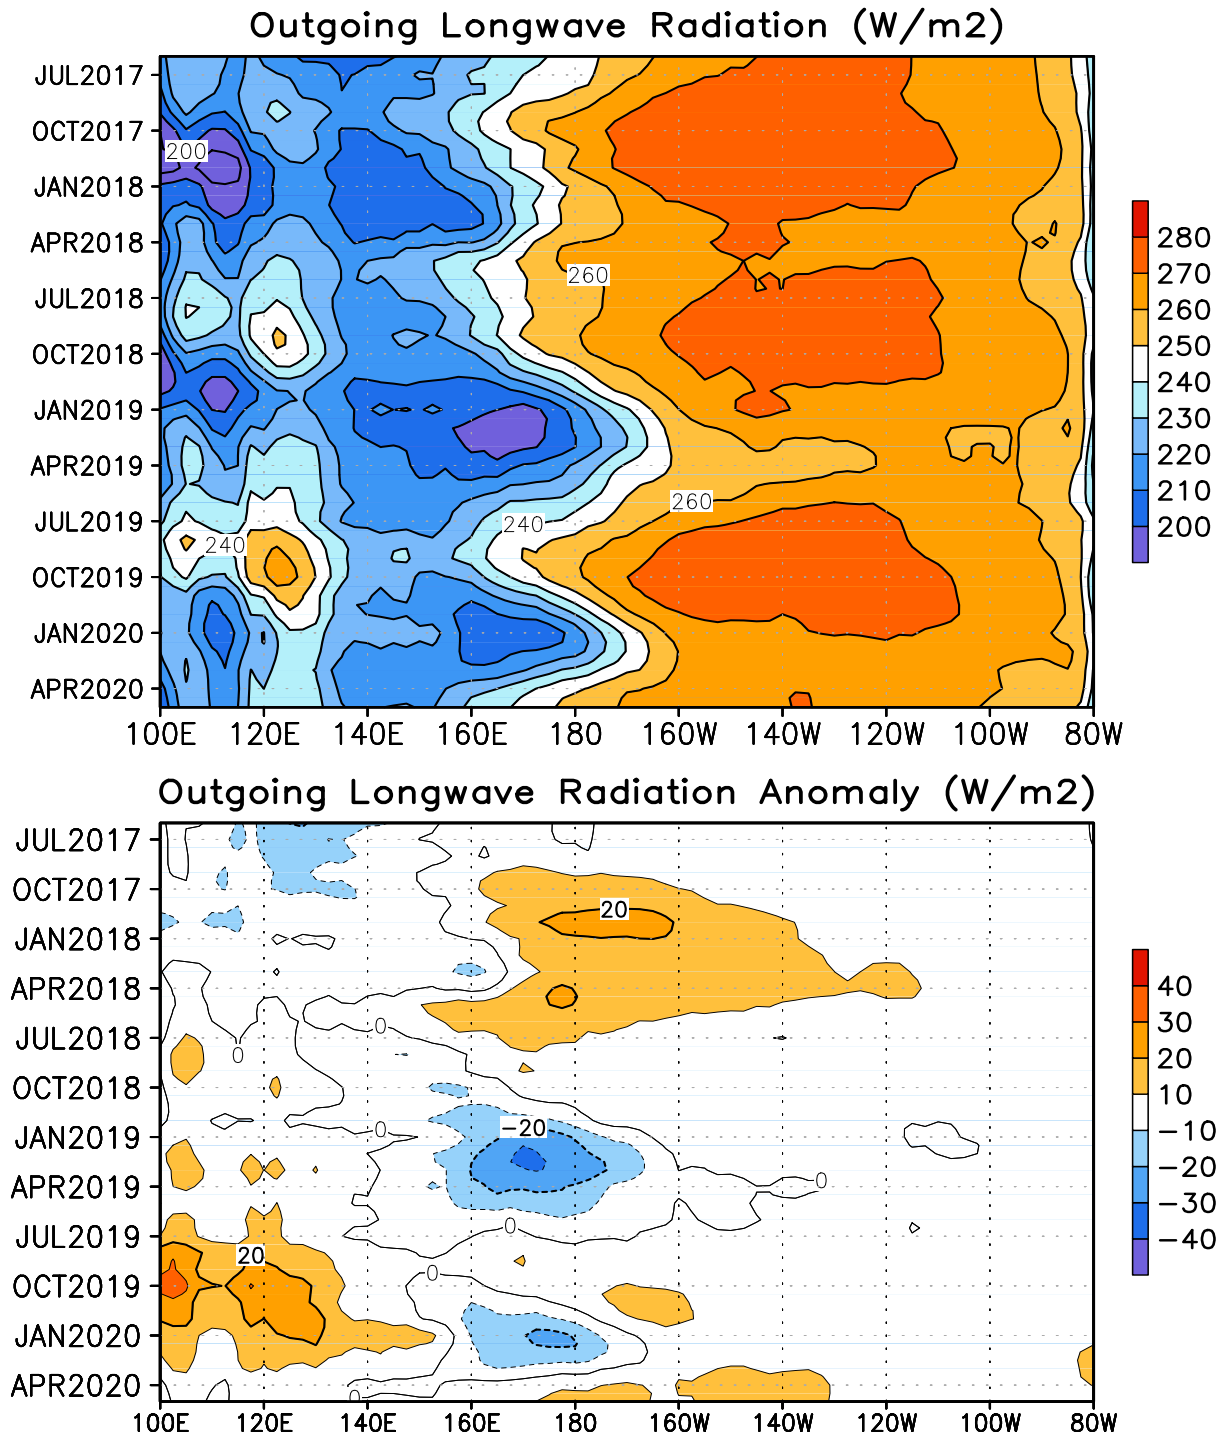 Outgoing Longwave Radiation (W/m2)
JUL2017
OCT2017
200
JAN2018
APR2018
260
JUL2018
OCT2018
JAN2019
APR2019
260
JUL2019
240
240
OCT2019
JAN2020
APR2020
100E 120E 140E 160E 180 160W 140W 120W 100W 80W
280
270
260
250
240
230
220
210
200
Outgoing Longwave Radiation Anomaly (W/m2)
JUL2017
OCT2017
20
JAN2018
APR2018
0
JUL2018
0
OCT2018
0
-20
JAN2019
0
APR2019
0
JUL2019
20
0
OCT2019
JAN2020
APR2020
0
100E 120E 140E 160E 180 160W 140W 120W 100W 80W
40
30
20
10
-10
-20
-30
-40